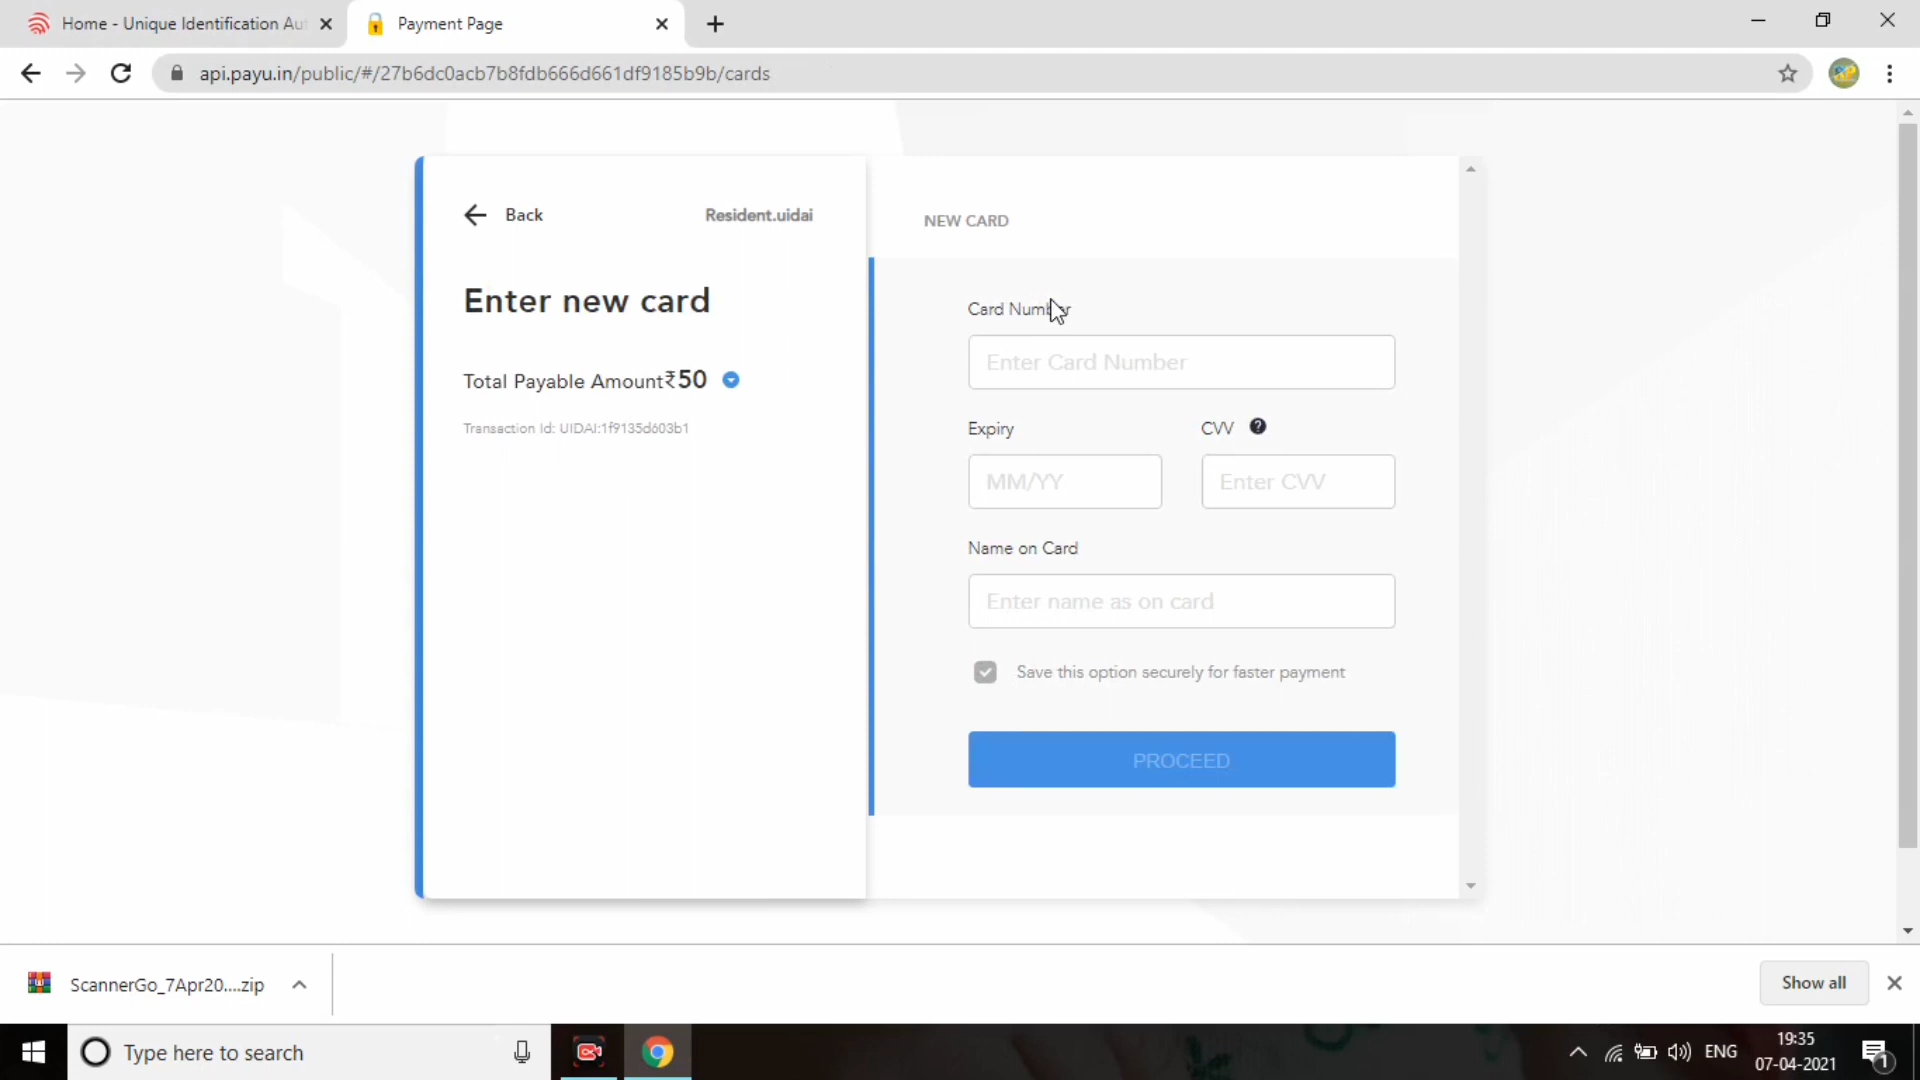 Home - Unique Identification Au
Payment Page
api.payu.in/public/#/27b6dc0acb7b8fdb666d661df9185b9b/cards
Back
Resident.uidai
Enter new card
Total Payable Amount₹50
Transaction Id: UIDAI:1f9135d603b1
NEW CARD
Card Number
Enter Card Number
Expiry
CVV
MM/YY
Enter CVV
Name on Card
Enter name as on card
Save this option securely for faster payment
PROCEED
ScannerGo_7Apr20....zip
Show all
Type here to search
ENG
19:35
07-04-2021
1